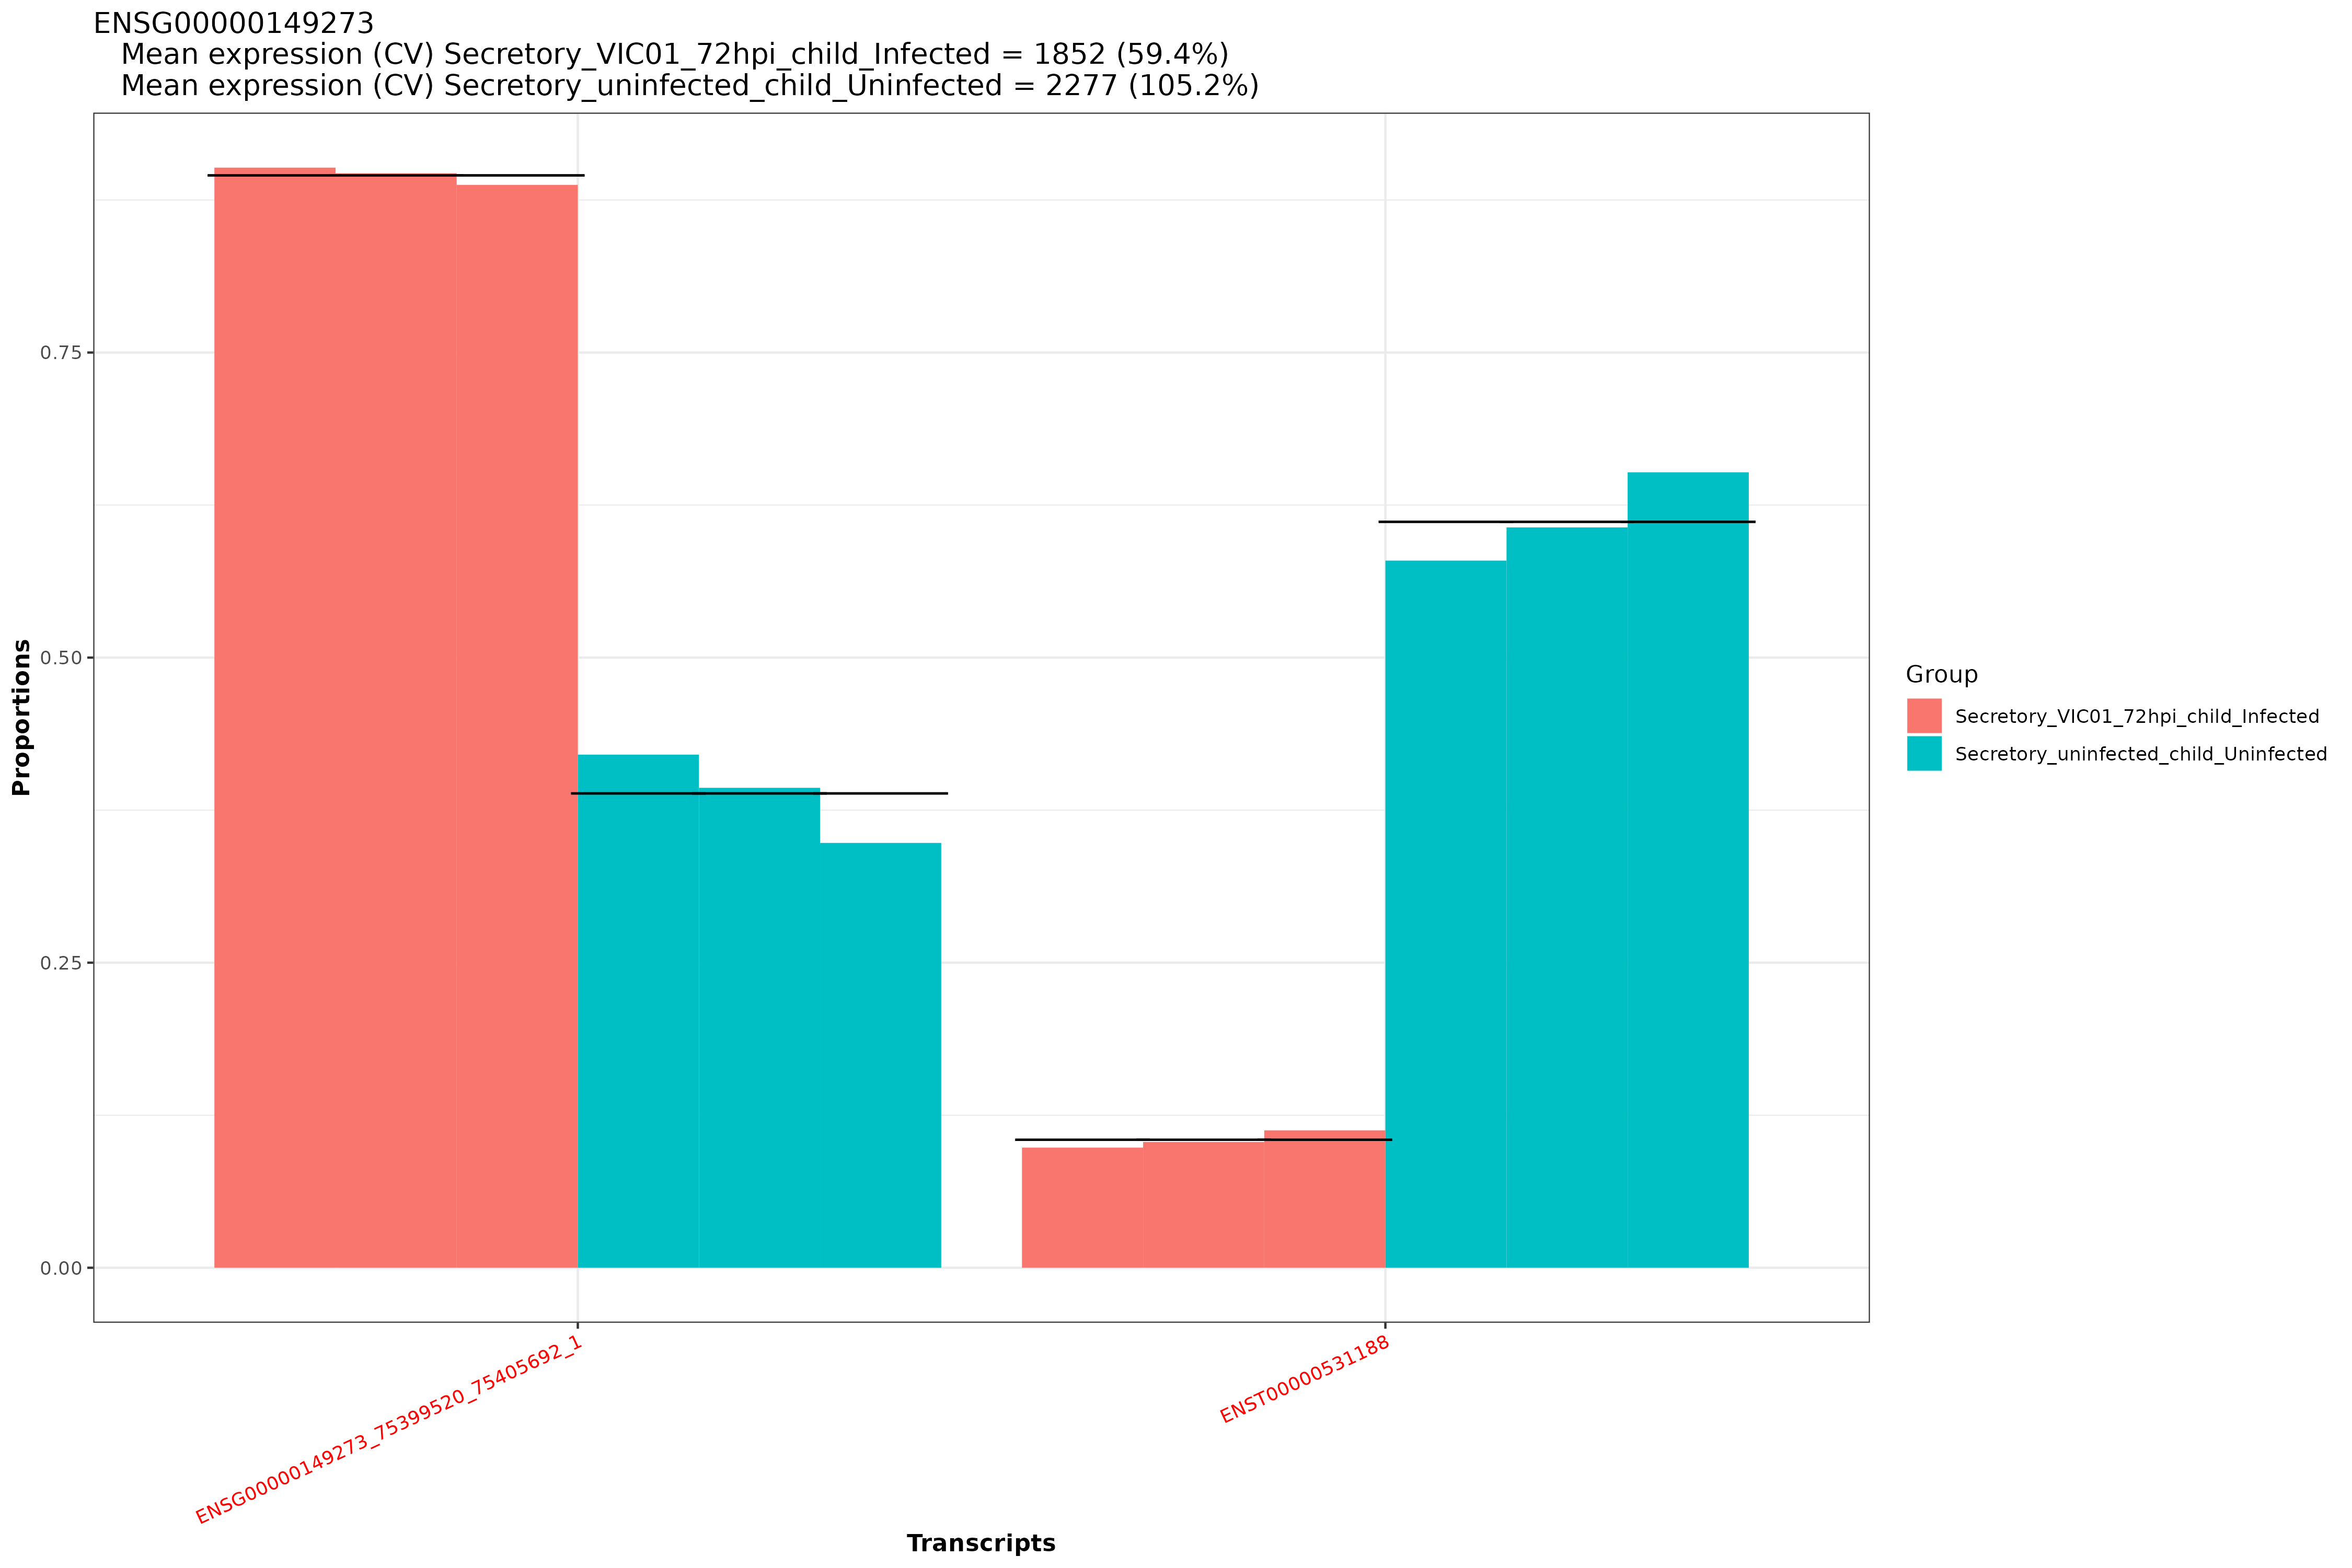 ENSG00000149273
Mean expression (CV) Secretory_VIC01_72hpi_child_Infected = 1852 (59.4%)
Mean expression (CV) Secretory_uninfected_child_Uninfected = 2277 (105.2%)
Proportions
0.75
0.50
0.25
0.00
ENSG00000149273_75399520_75405692_1
ENST00000531188
Transcripts
Group
Secretory_VIC01_72hpi_child_Infected
Secretory_uninfected_child_Uninfected